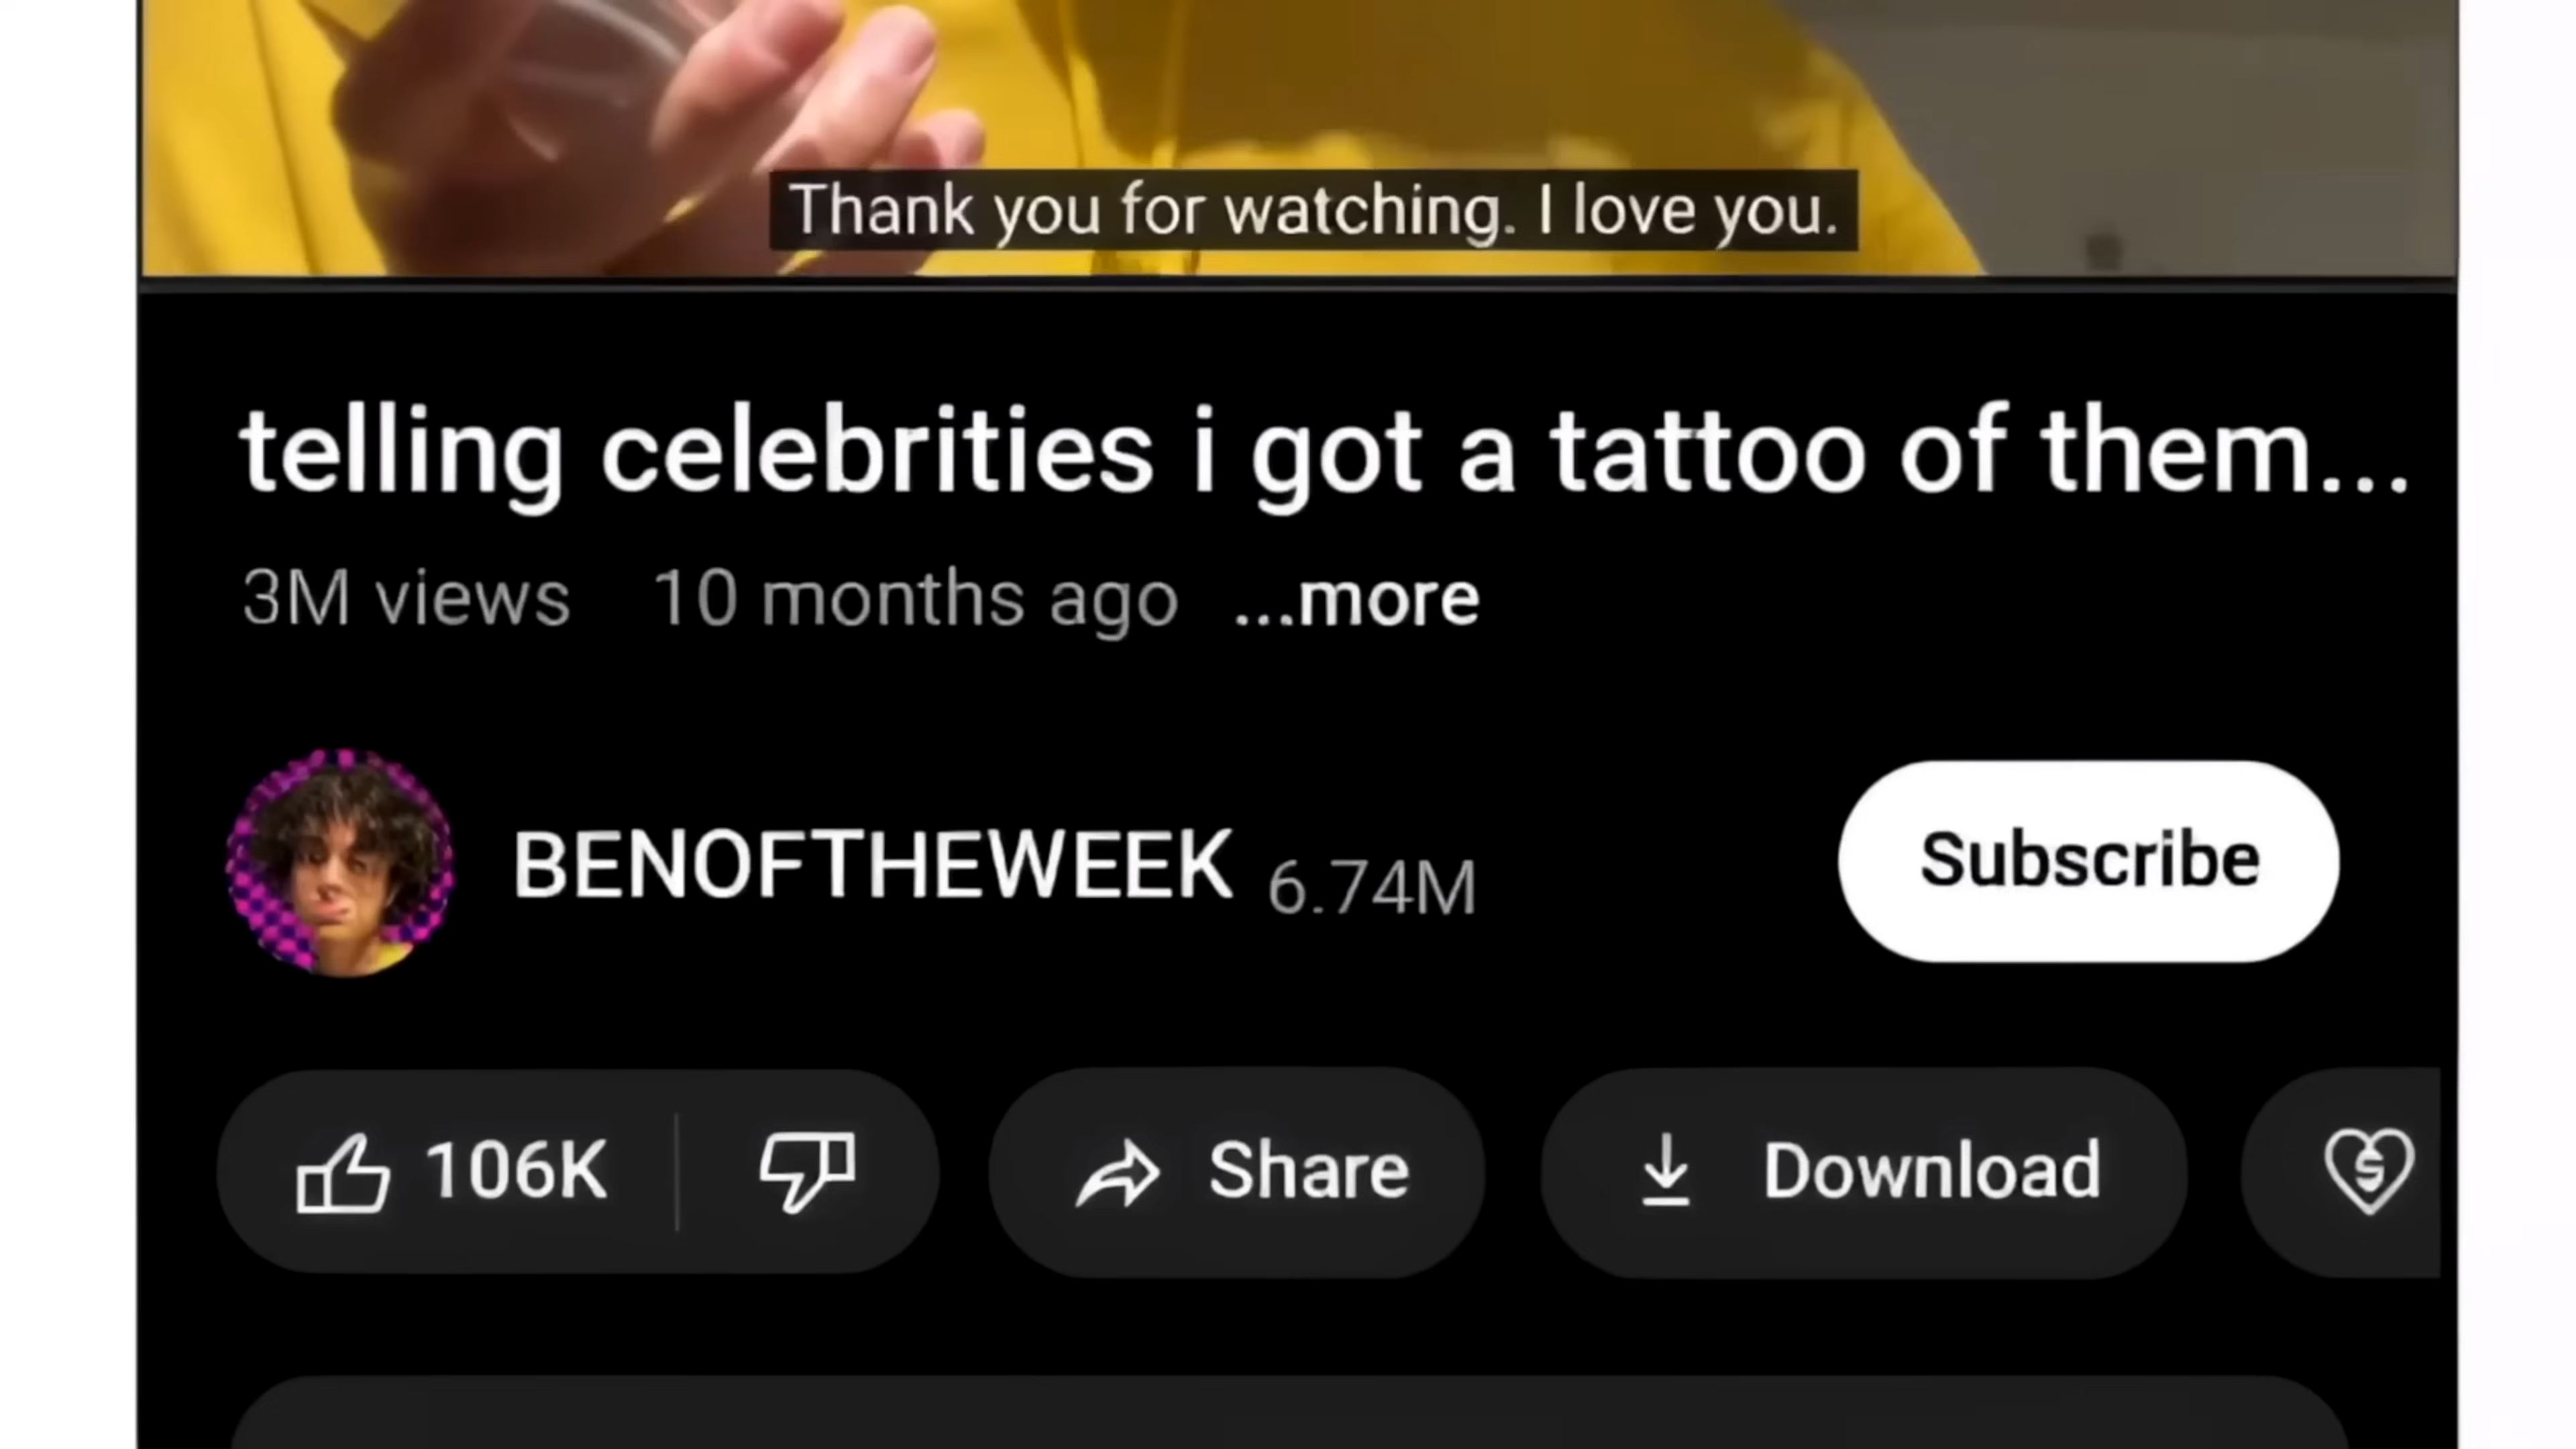 Thank you for watching. I love you.
telling celebrities i got a tattoo of them...
3M views 10 months ago ...more
BENOFTHEWEEK 6.74M Subscribe
106K Share Download